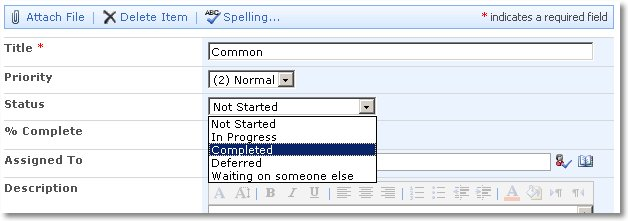 Attach File | Delete Item | ABC Spelling... * indicates a required field
Title * Common
Priority (2) Normal
Status Not Started
Not Started
% Complete In Progress
Completed
Assigned To Deferred
Waiting on someone else
Description A A B I U A